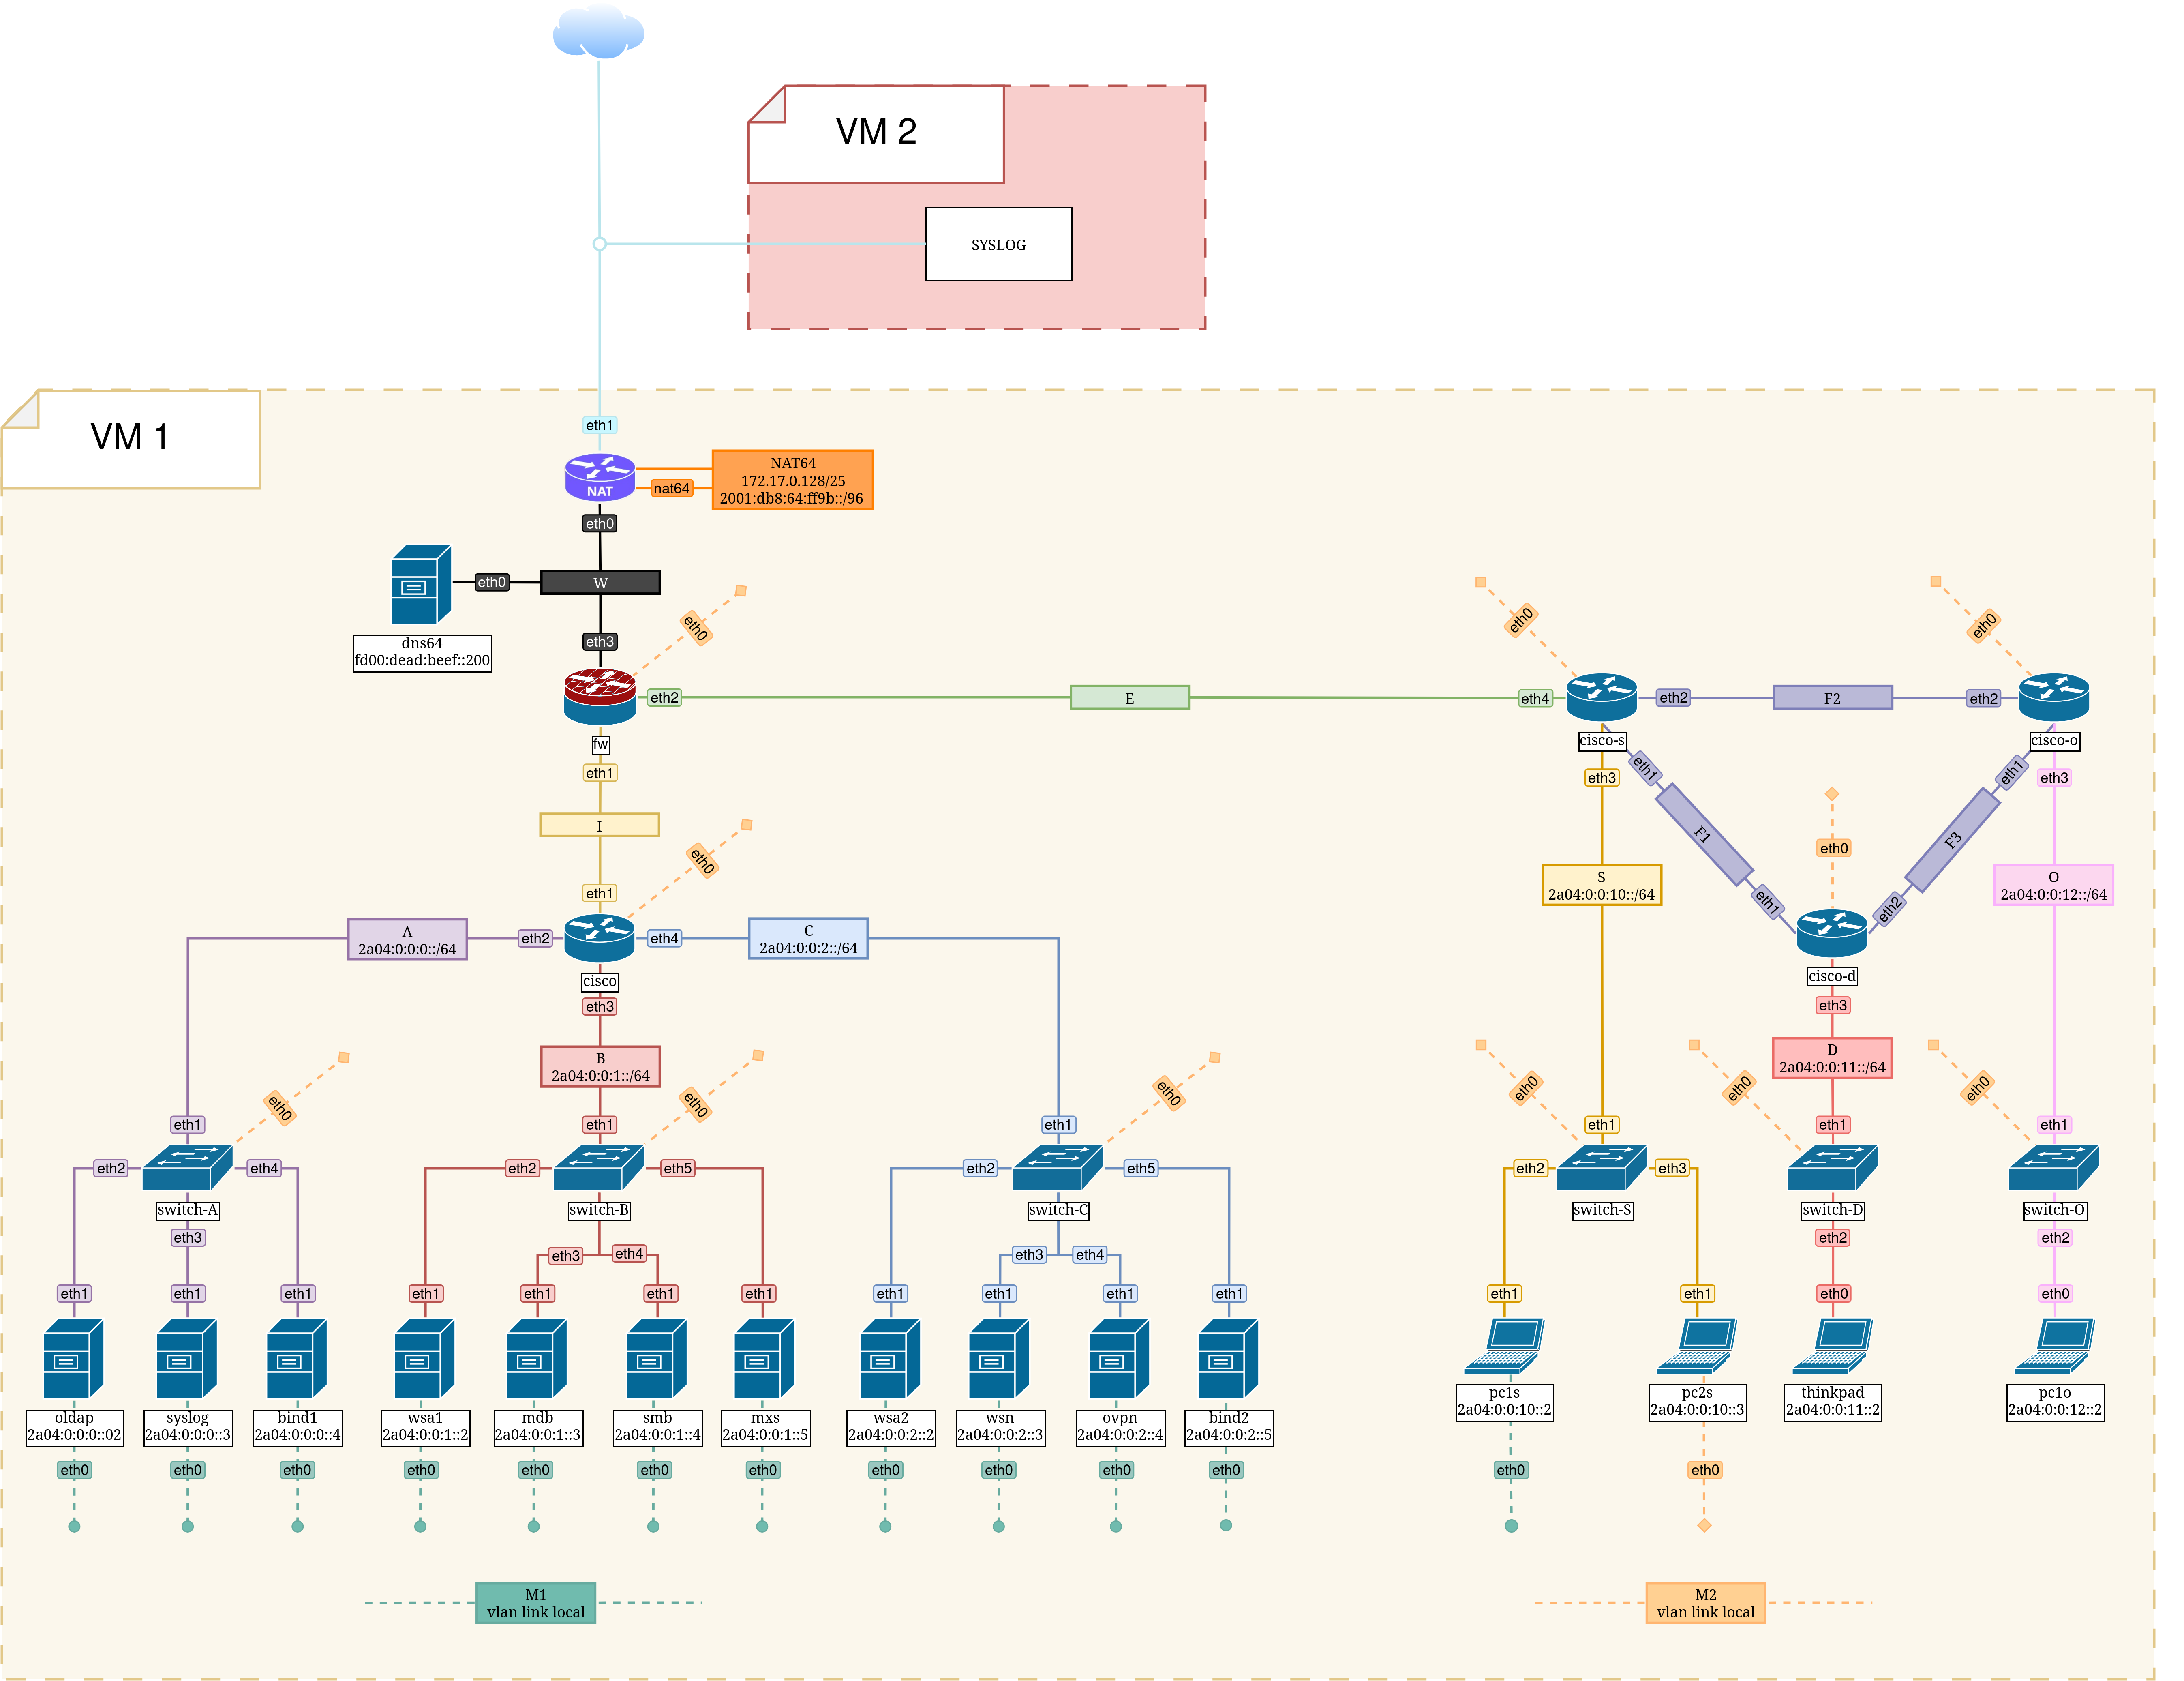 VM 2
SYSLOG
VM 1
eth1
NAT
nat64
NAT64
172.17.0.128/25
2001:db8:64:ff9b::/96
eth0
eth0
W
dns64
fd00:dead:beef::200
eth3
eth0
eth0
eth0
eth2
E
eth4
eth2
F2
eth2
fw
cisco-s
cisco-o
eth1
eth3
eth1
eth1
eth3
I
F1
F3
eth0
eth0
eth1
S
2a04:0:0:10::/64
O
2a04:0:0:12::/64
eth1
eth2
A
2a04:0:0:0::/64
eth2
eth4
C
2a04:0:0:2::/64
cisco
cisco-d
eth3
eth3
B
2a04:0:0:1::/64
D
2a04:0:0:11::/64
eth0
eth0
eth0
eth0
eth0
eth0
eth1
eth1
eth1
eth1
eth1
eth1
eth2
eth4
eth2
eth5
eth2
eth5
eth2
eth3
switch-A
switch-B
switch-C
switch-S
switch-D
switch-O
eth3
eth3
eth4
eth3
eth4
eth2
eth2
eth1
eth1
eth1
eth1
eth1
eth1
eth1
eth1
eth1
eth1
eth1
eth1
eth1
eth0
eth0
oldap
2a04:0:0:0::02
syslog
2a04:0:0:0::3
bind1
2a04:0:0:0::4
wsa1
2a04:0:0:1::2
mdb
2a04:0:0:1::3
smb
2a04:0:0:1::4
mxs
2a04:0:0:1::5
wsa2
2a04:0:0:2::2
wsn
2a04:0:0:2::3
ovpn
2a04:0:0:2::4
bind2
2a04:0:0:2::5
pc1s
2a04:0:0:10::2
pc2s
2a04:0:0:10::3
thinkpad
2a04:0:0:11::2
pc1o
2a04:0:0:12::2
eth0
eth0
eth0
eth0
eth0
eth0
eth0
eth0
eth0
eth0
eth0
eth0
eth0
M1
vlan link local
M2
vlan link local